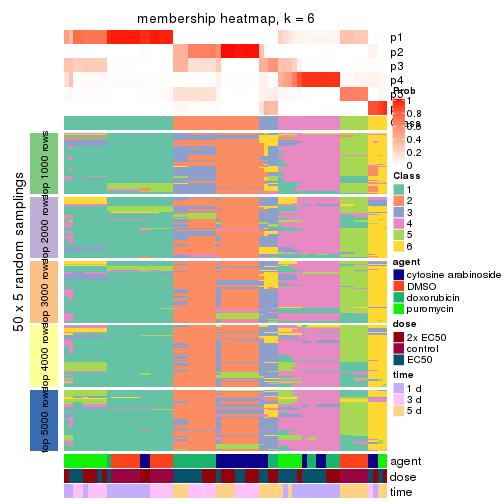 membership heatmap, k = 6
p1
p2
p3
p4
Prob
1
0.8
0.6
0.4
0.2
0
50 x 5 random samplings
top 1000 rows
top 2000 rows
top 3000 rows
top 4000 rows
top 5000 rows
Class
1
2
3
4
5
6
agent
cytosine arabinoside
DMSO
doxorubicin
puromycin
dose
2x EC50
control
EC50
time
1 d
3 d
5 d
agent
dose
time